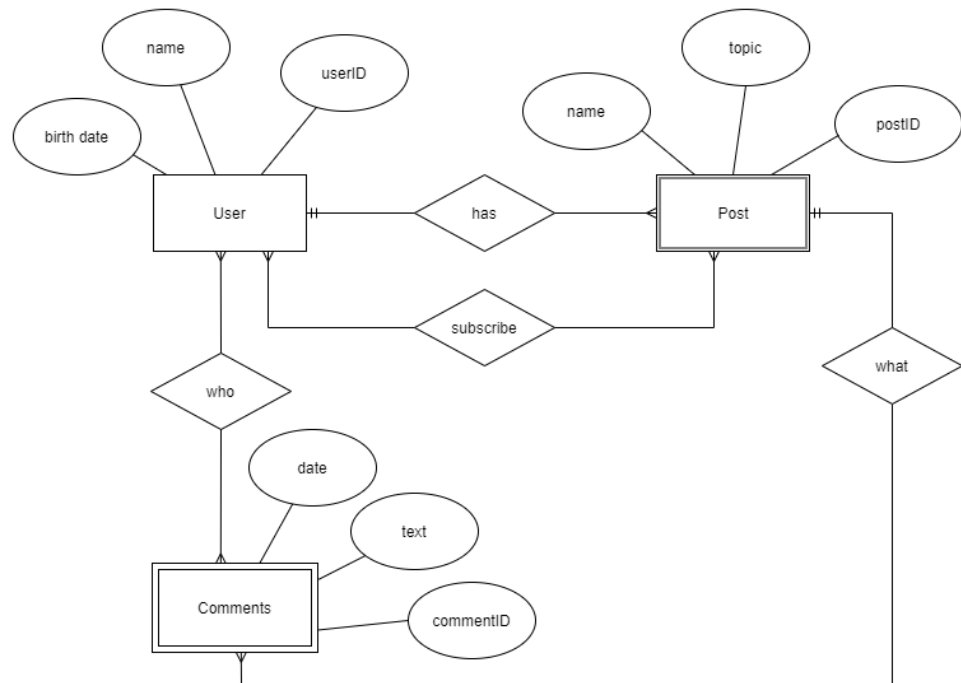 name
topic
userID
name
postID
birth date
User
has
Post
subscribe
what
who
date
text
Comments
commentID